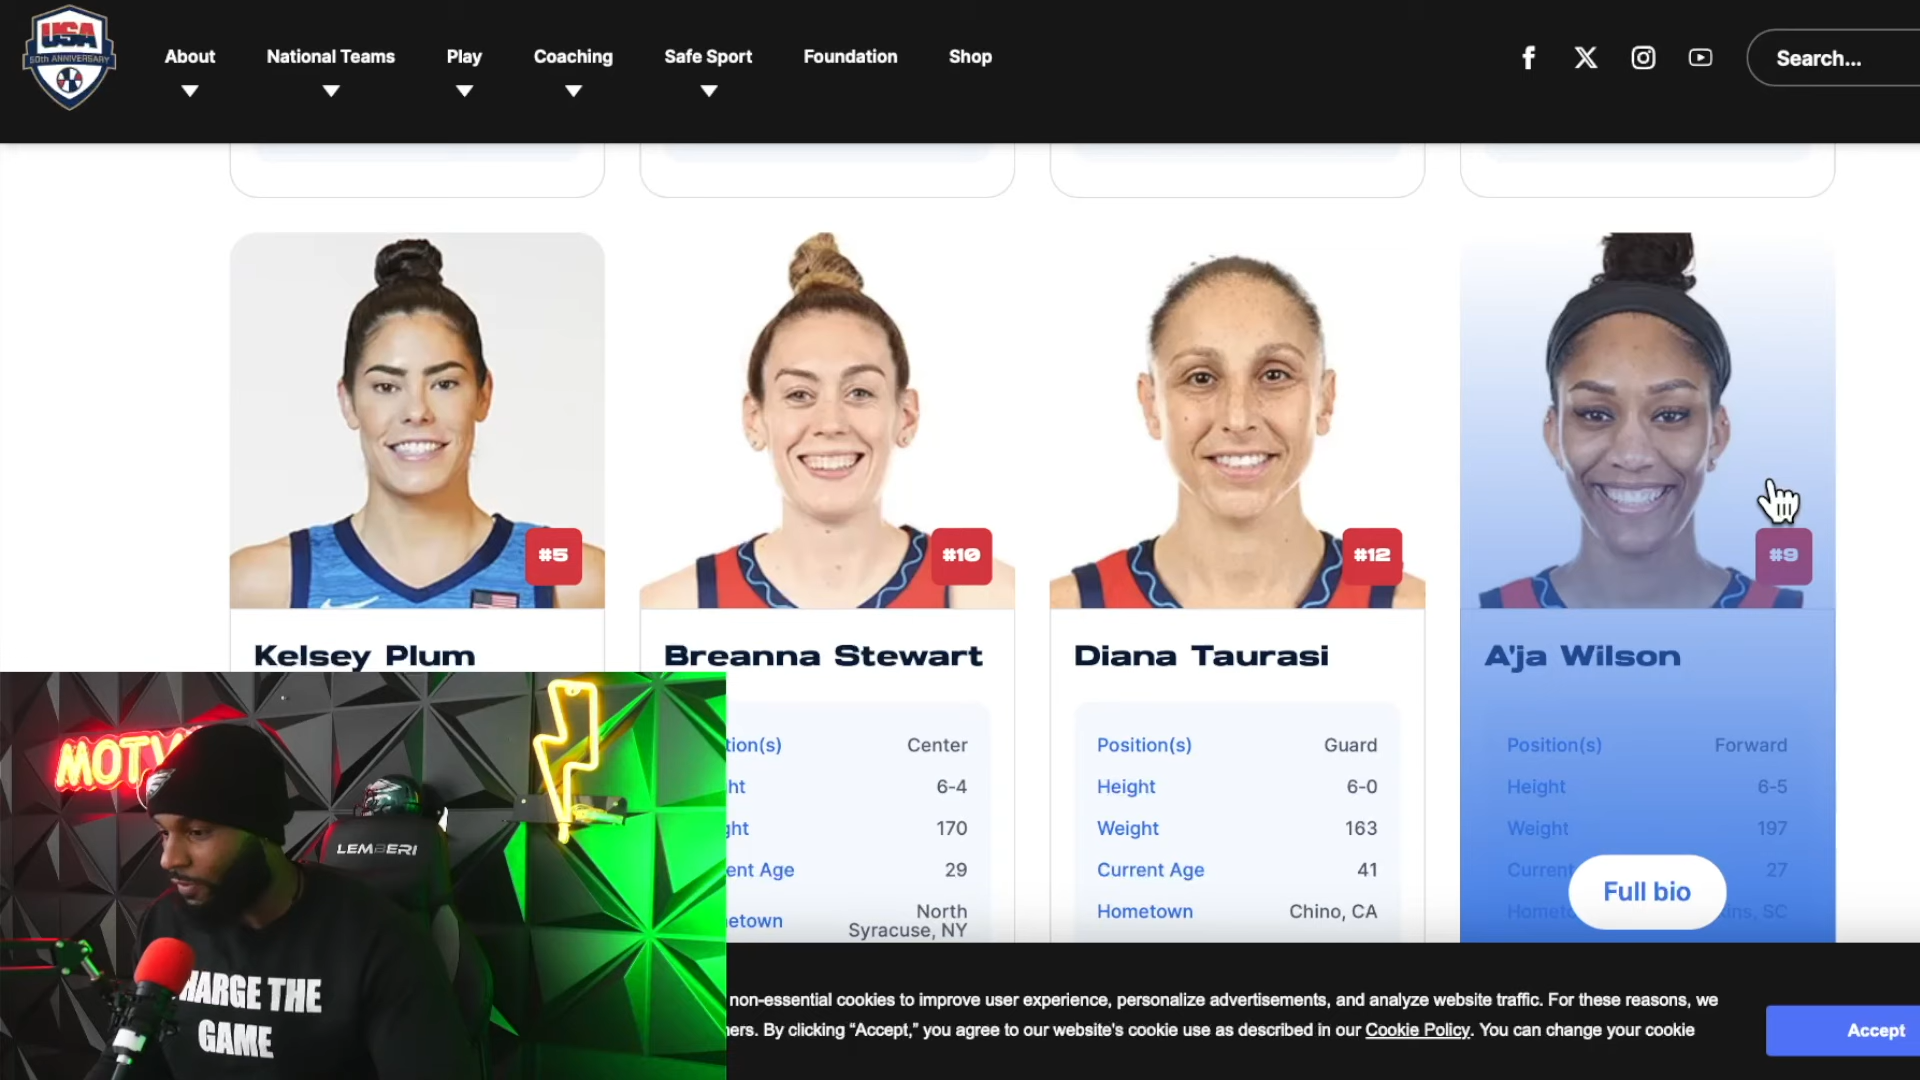 USA
50th ANNIVERSARY
About
National Teams
Play
Coaching
Safe Sport
Foundation
Shop
Search...
#5
#10
#12
#9
Kelsey Plum
Breanna Stewart
Diana Taurasi
A'ja Wilson
tion(s) Center
ht 6-4
ght 170
ent Age 29
etown North
Syracuse, NY
Position(s) Guard
Height 6-0
Weight 163
Current Age 41
Hometown Chino, CA
Position(s) Forward
Height 6-5
Weight 197
Current 27
Full bio
MOTV
LEMBERI
HARGE THE
GAME
non-essential cookies to improve user experience, personalize advertisements, and analyze website traffic. For these reasons, we
ers. By clicking “Accept,” you agree to our website's cookie use as described in our Cookie Policy. You can change your cookie
Accept